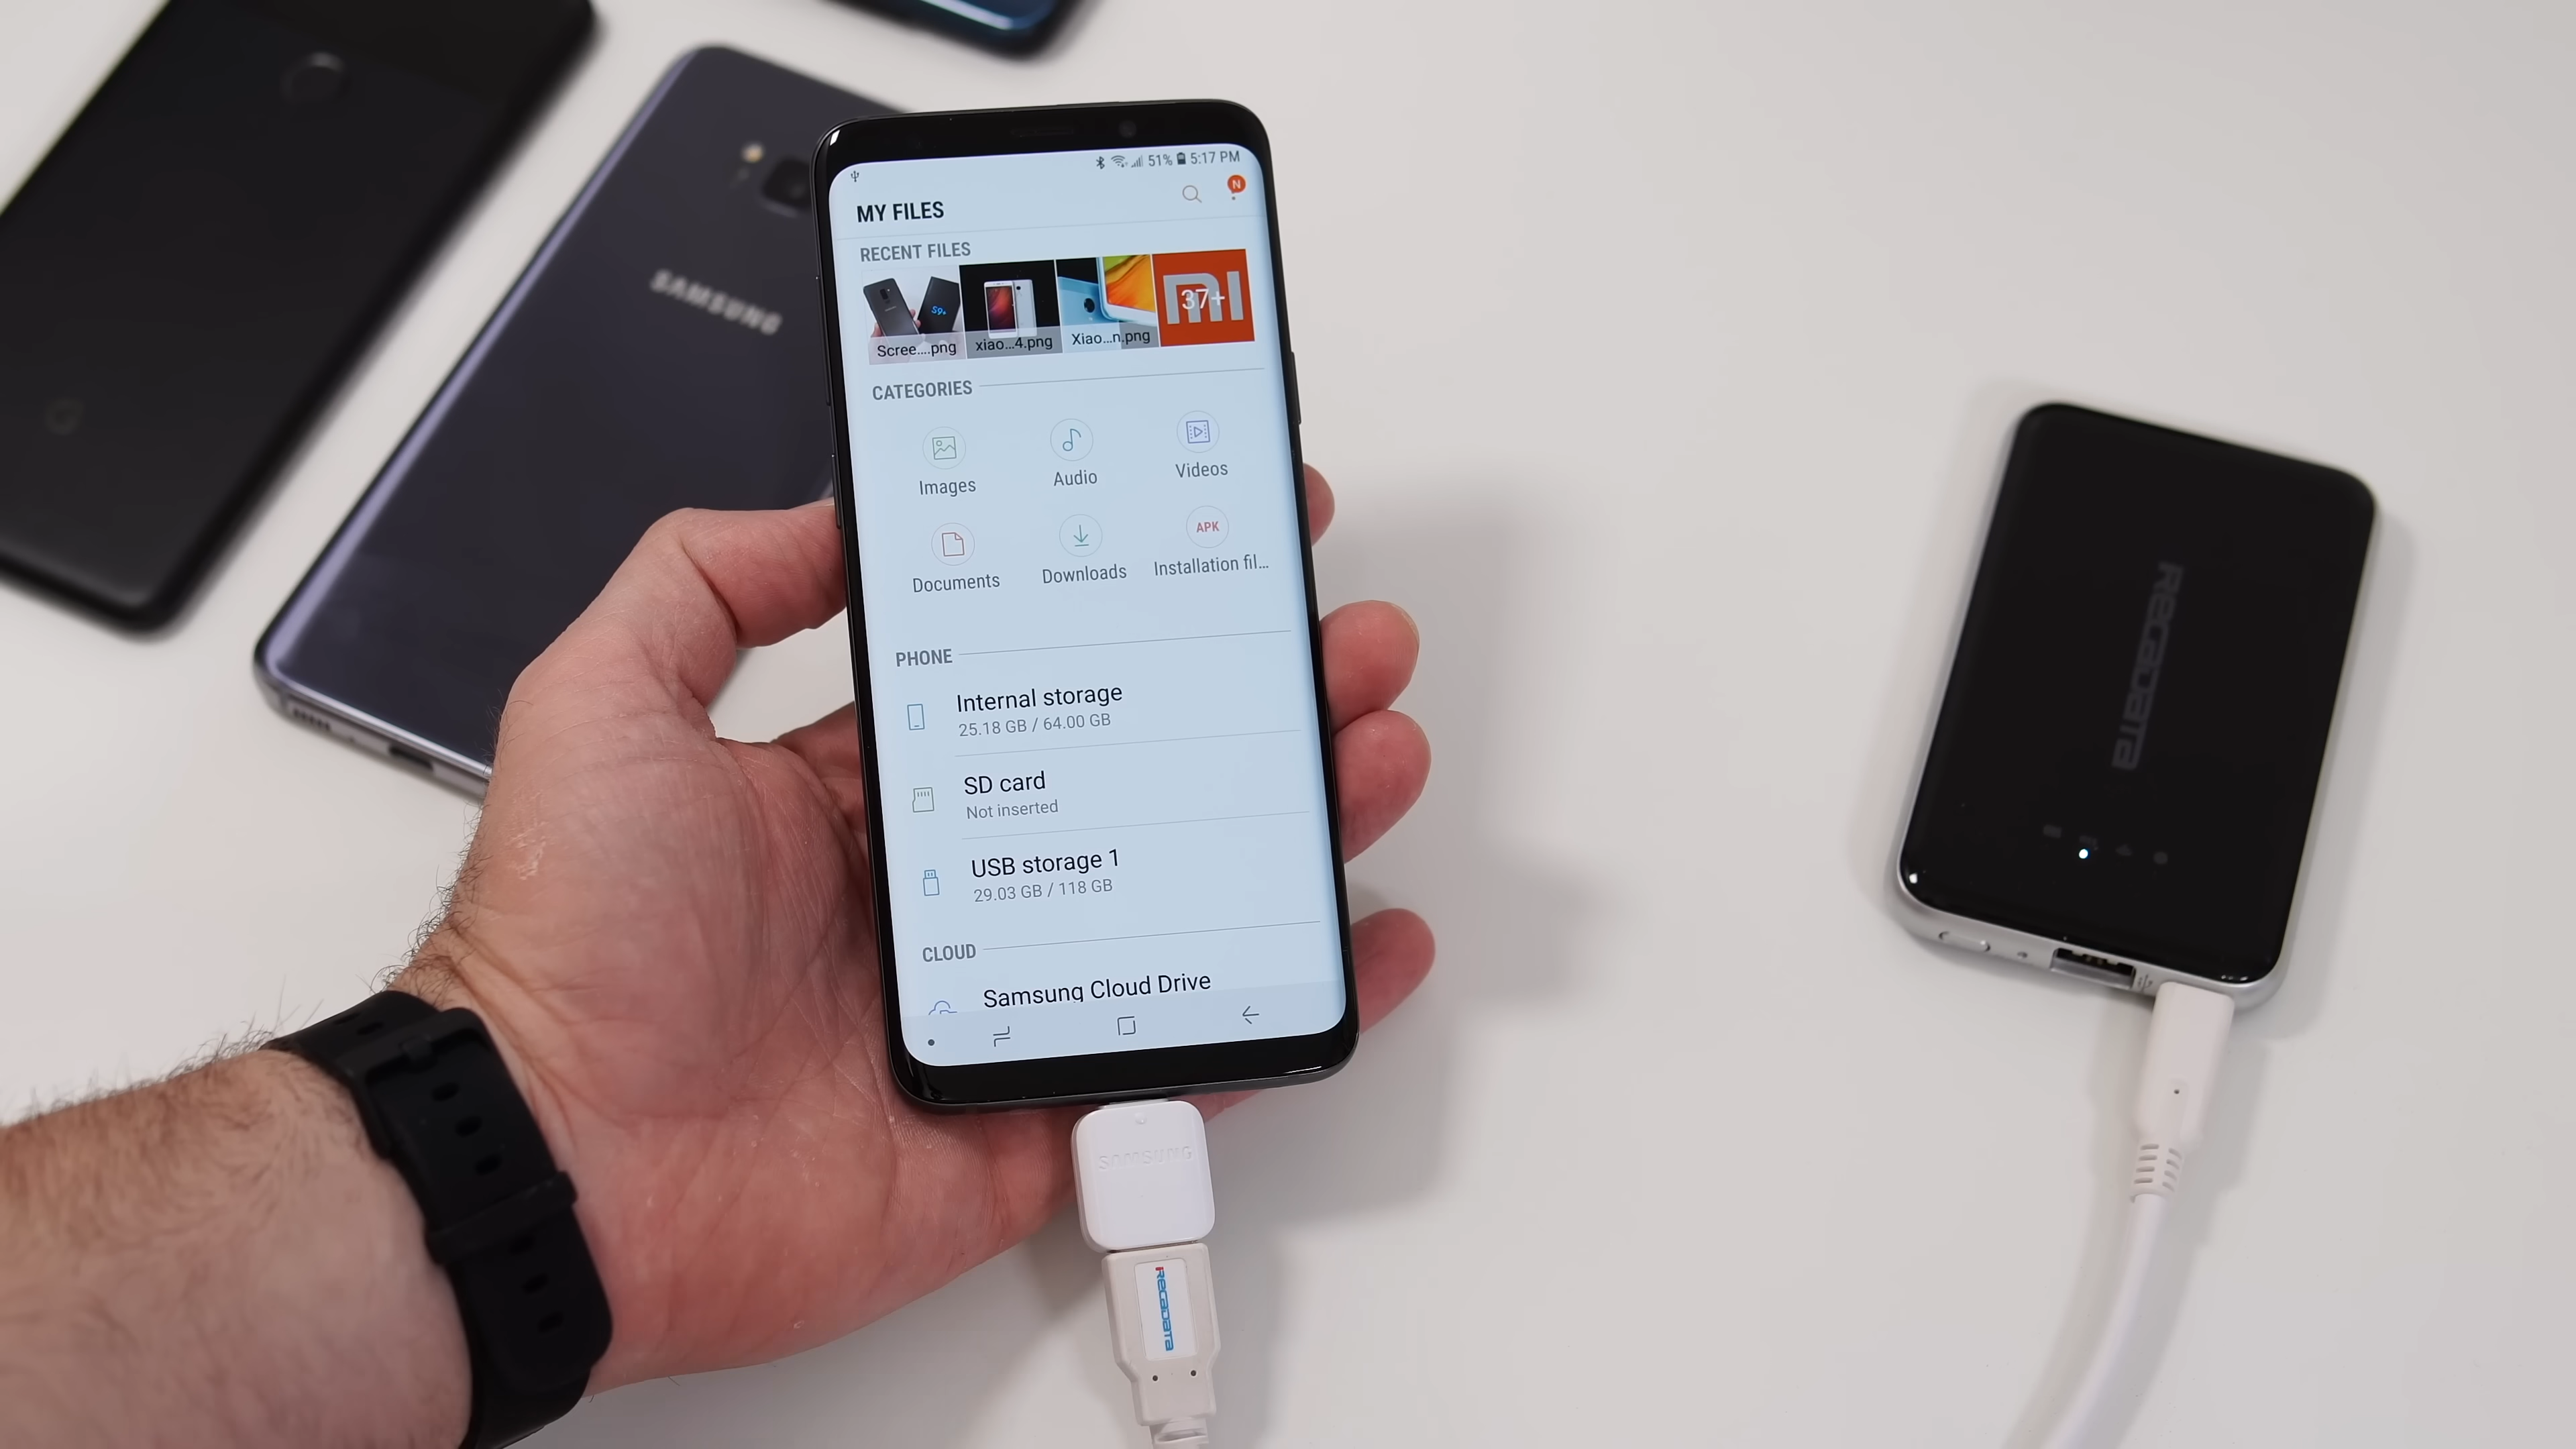 SAMSUNG
51% 5:17 PM
N
MY FILES
RECENT FILES
S9+
37+
Scree....png
xiao...4.png
Xiao...n.png
CATEGORIES
Images
Audio
Videos
APK
Documents
Downloads
Installation fil...
PHONE
Internal storage
25.18 GB / 64.00 GB
SD card
Not inserted
USB storage 1
29.03 GB / 118 GB
CLOUD
Samsung Cloud Drive
SAMSUNG
RECADATA
RECADATA